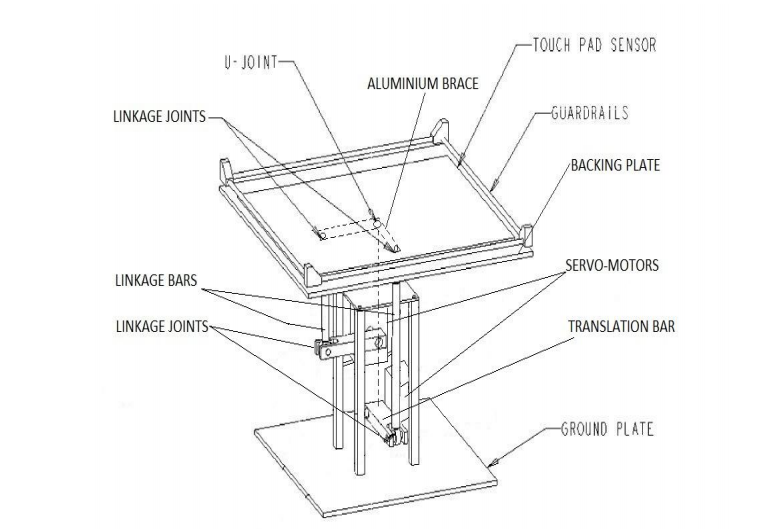 TOUCH PAD SENSOR
U-JOINT
ALUMINIUM BRACE
LINKAGE JOINTS
GUARDRAILS
BACKING PLATE
SERVO-MOTORS
LINKAGE BARS
LINKAGE JOINTS
TRANSLATION BAR
GROUND PLATE